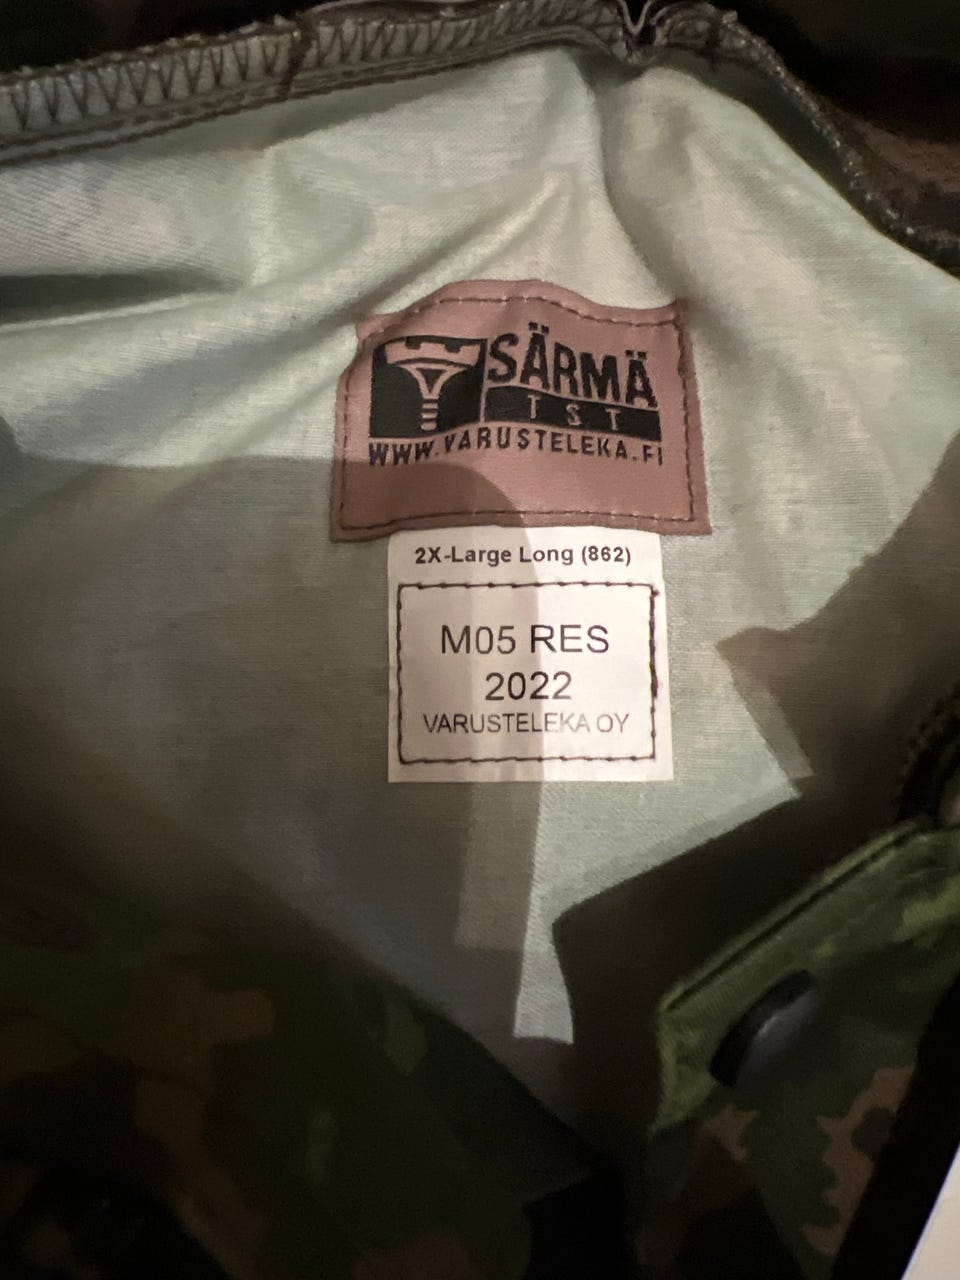 SÄRMÄ
TST
WWW.VARUSTELEKA.FI
2X-Large Long (862)
M05 RES
2022
VARUSTELEKA OY